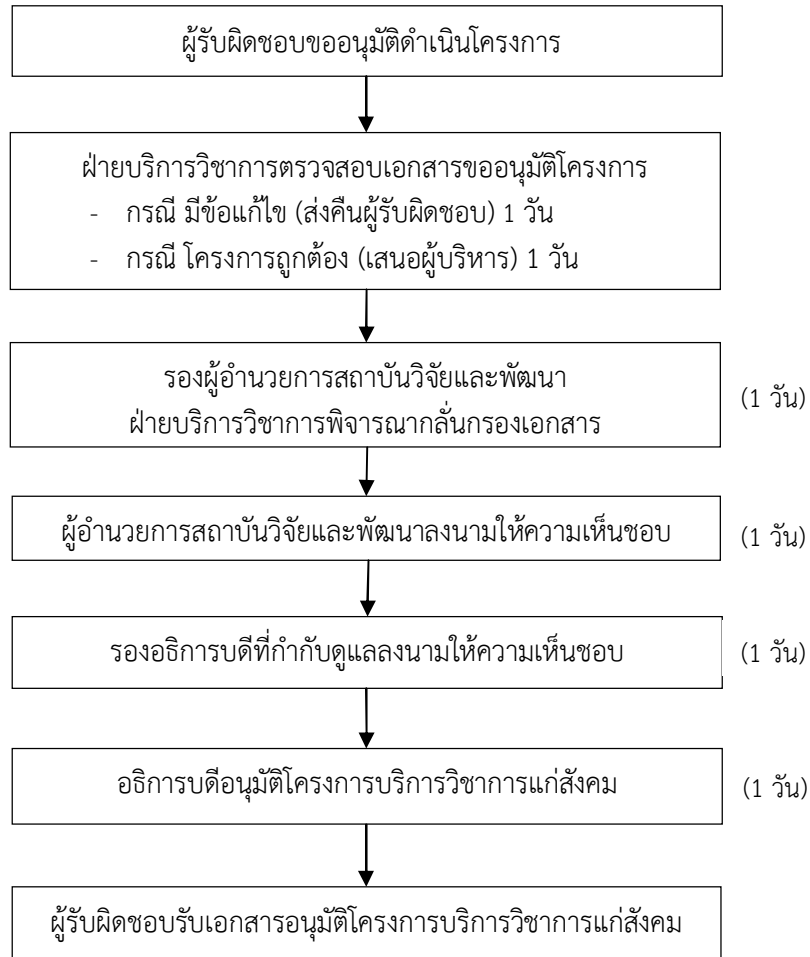 ผู้รับผิดชอบขออนุมัติดำเนินโครงการ
ฝ่ายบริการวิชาการตรวจสอบเอกสารขออนุมัติโครงการ
- กรณี มีข้อแก้ไข (ส่งคืนผู้รับผิดชอบ) 1 วัน
- กรณี โครงการถูกต้อง (เสนอผู้บริหาร) 1 วัน
รองผู้อำนวยการสถาบันวิจัยและพัฒนา
ฝ่ายบริการวิชาการพิจารณากลั่นกรองเอกสาร
(1 วัน)
ผู้อำนวยการสถาบันวิจัยและพัฒนาลงนามให้ความเห็นชอบ
(1 วัน)
รองอธิการบดีที่กำกับดูแลลงนามให้ความเห็นชอบ
(1 วัน)
อธิการบดีอนุมัติโครงการบริการวิชาการแก่สังคม
(1 วัน)
ผู้รับผิดชอบรับเอกสารอนุมัติโครงการบริการวิชาการแก่สังคม